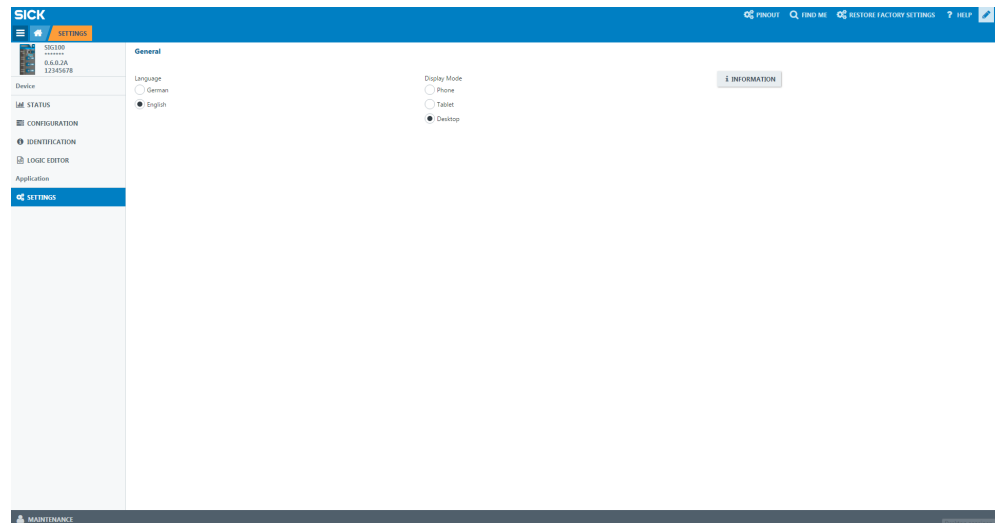 SICK
PINOUT FIND ME RESTORE FACTORY SETTINGS ? HELP
SETTINGS
SIG100
*******
0.6.0.2A
12345678
Device
STATUS
CONFIGURATION
IDENTIFICATION
LOGIC EDITOR
Application
SETTINGS
General
Language
German
English
Display Mode
Phone
Tablet
Desktop
INFORMATION
MAINTENANCE